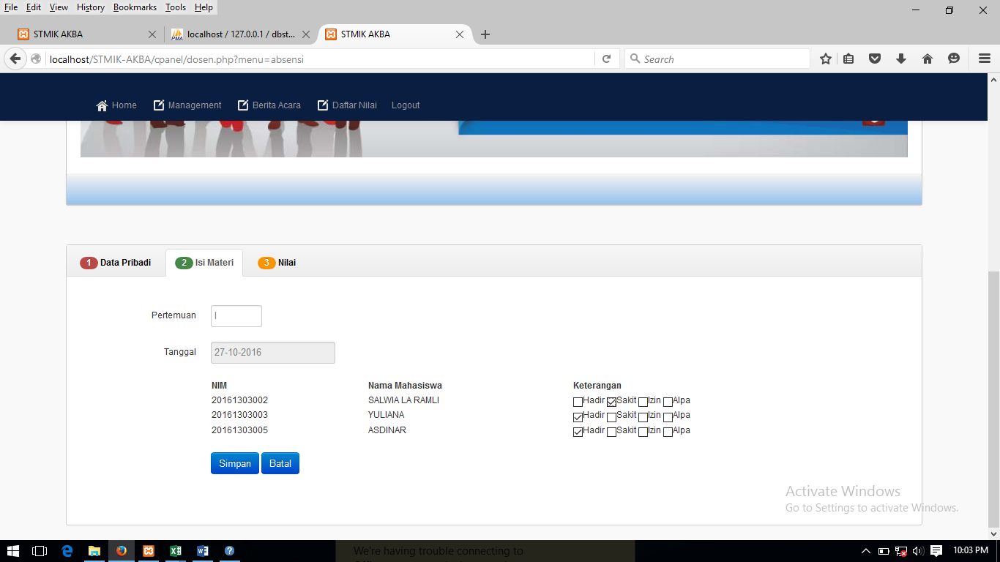 File Edit View History Bookmarks Tools Help
STMIK AKBA
localhost / 127.0.0.1 / dbst...
STMIK AKBA
localhost/STMIK-AKBA/cpanel/dosen.php?menu=absensi
Search
Home Management Berita Acara Daftar Nilai Logout
1 Data Pribadi 2 Isi Materi 3 Nilai
Pertemuan I
Tanggal 27-10-2016
NIM Nama Mahasiswa Keterangan
20161303002 SALWIA LA RAMLI Hadir Sakit Izin Alpa
20161303003 YULIANA Hadir Sakit Izin Alpa
20161303005 ASDINAR Hadir Sakit Izin Alpa
Simpan Batal
Activate Windows
Go to Settings to activate Windows.
We're having trouble connecting to
10:03 PM